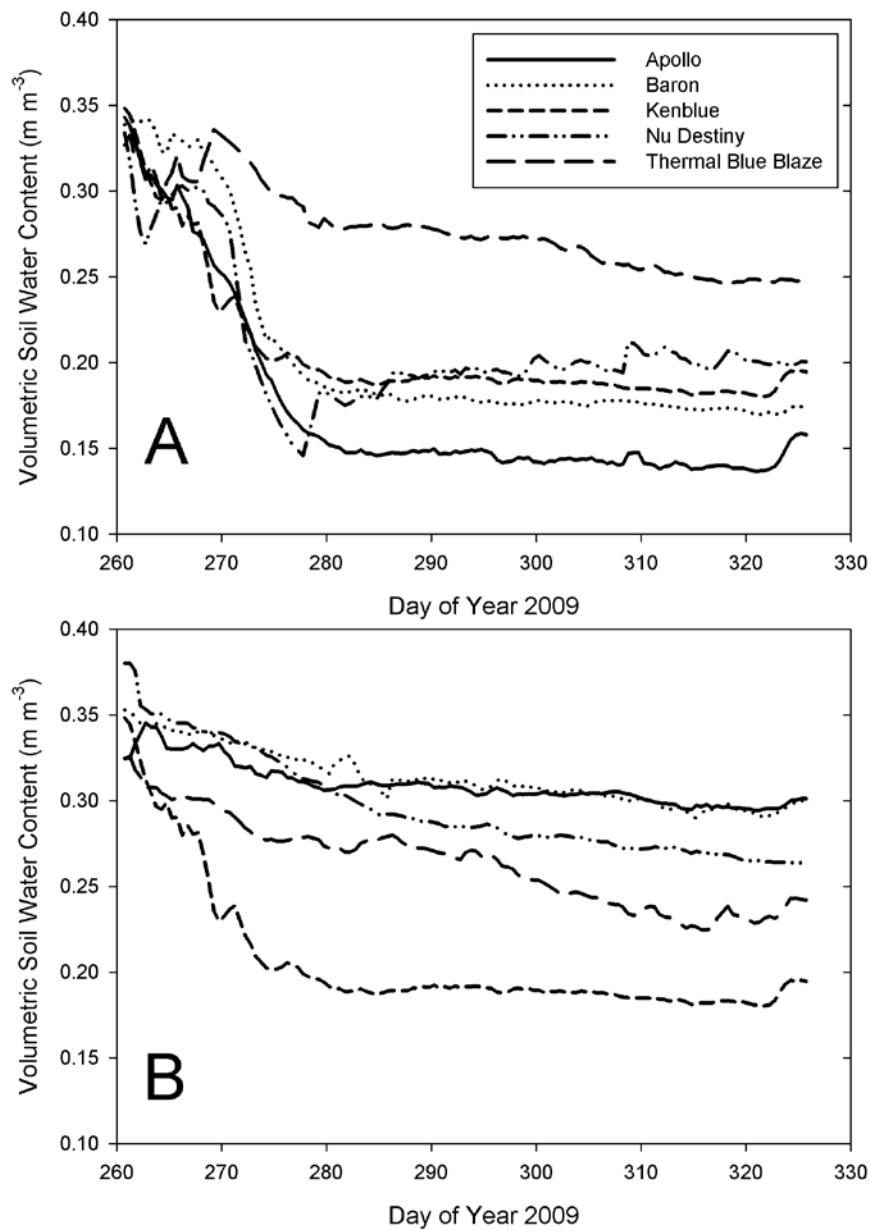 0.40
0.35
0.30
0.25
0.20
0.15
0.10
Volumetric Soil Water Content (m m⁻³)
Apollo
Baron
Kenblue
Nu Destiny
Thermal Blue Blaze
A
260 270 280 290 300 310 320 330
Day of Year 2009
0.40
0.35
0.30
0.25
0.20
0.15
0.10
Volumetric Soil Water Content (m m⁻³)
B
260 270 280 290 300 310 320 330
Day of Year 2009